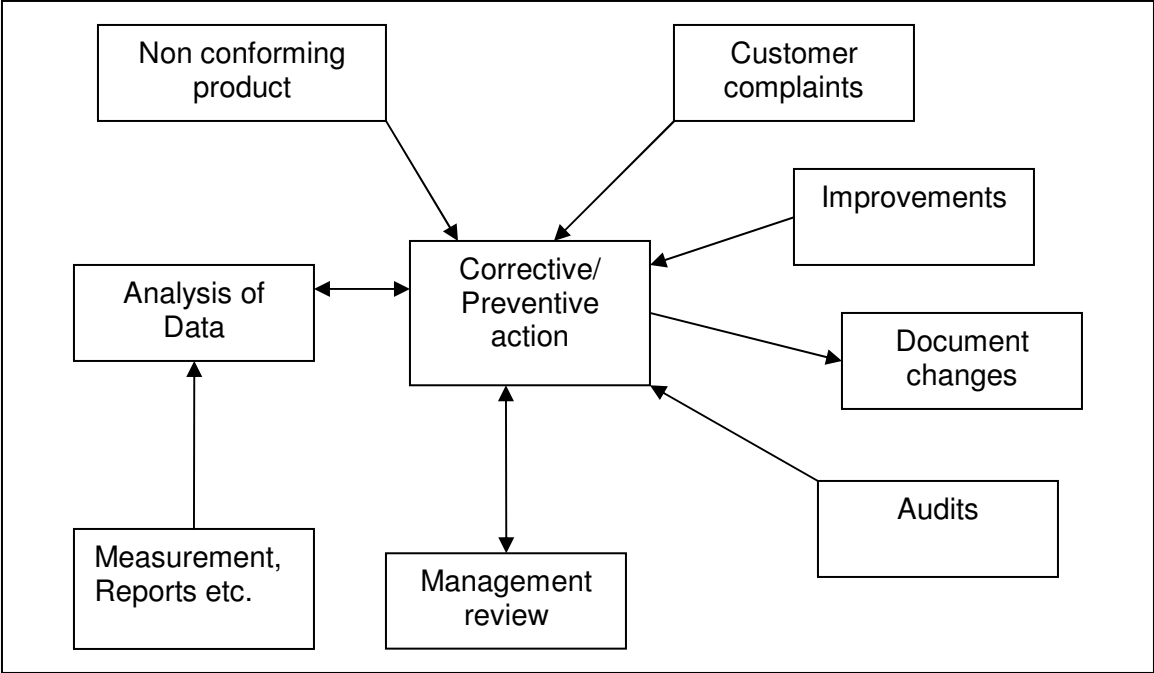 Non conforming
product
Customer
complaints
Improvements
Corrective/
Preventive
action
Analysis of
Data
Document
changes
Audits
Measurement,
Reports etc.
Management
review